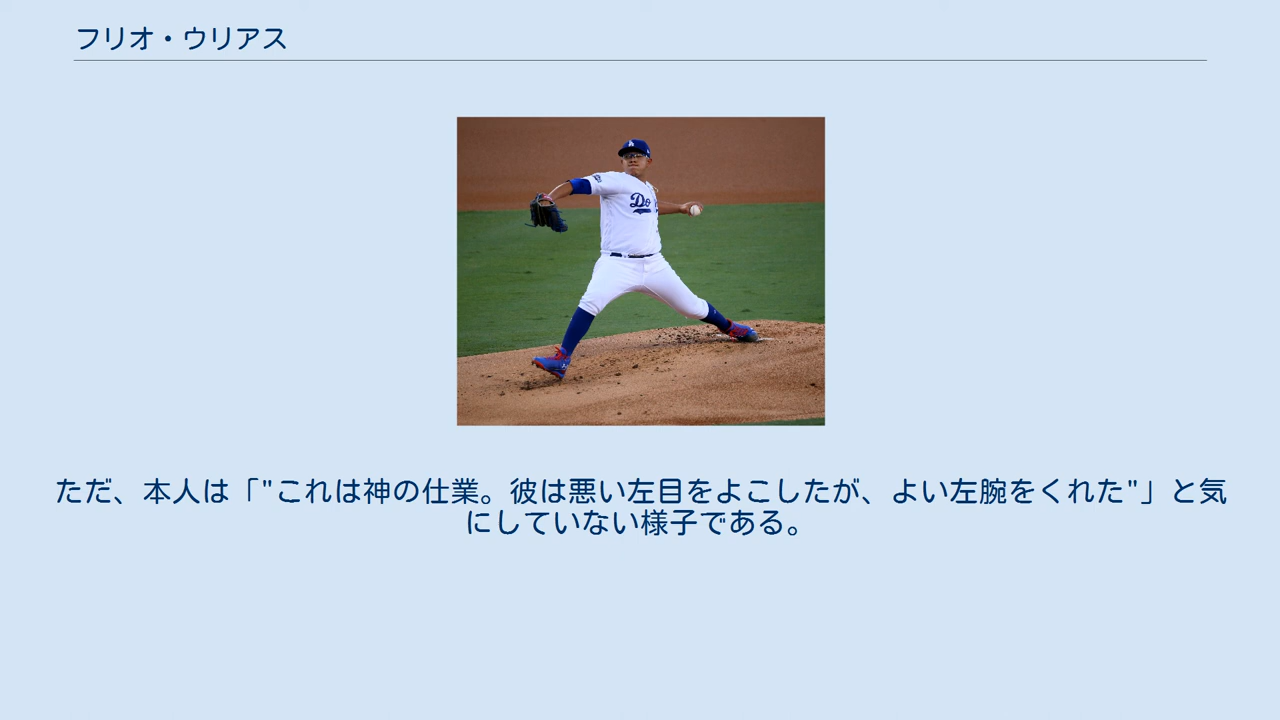 フリオ・ウリアス
Do
ただ、本人は「"これは神の仕業。彼は悪い左目をよこしたが、よい左腕をくれた"」と気
にしていない様子である。